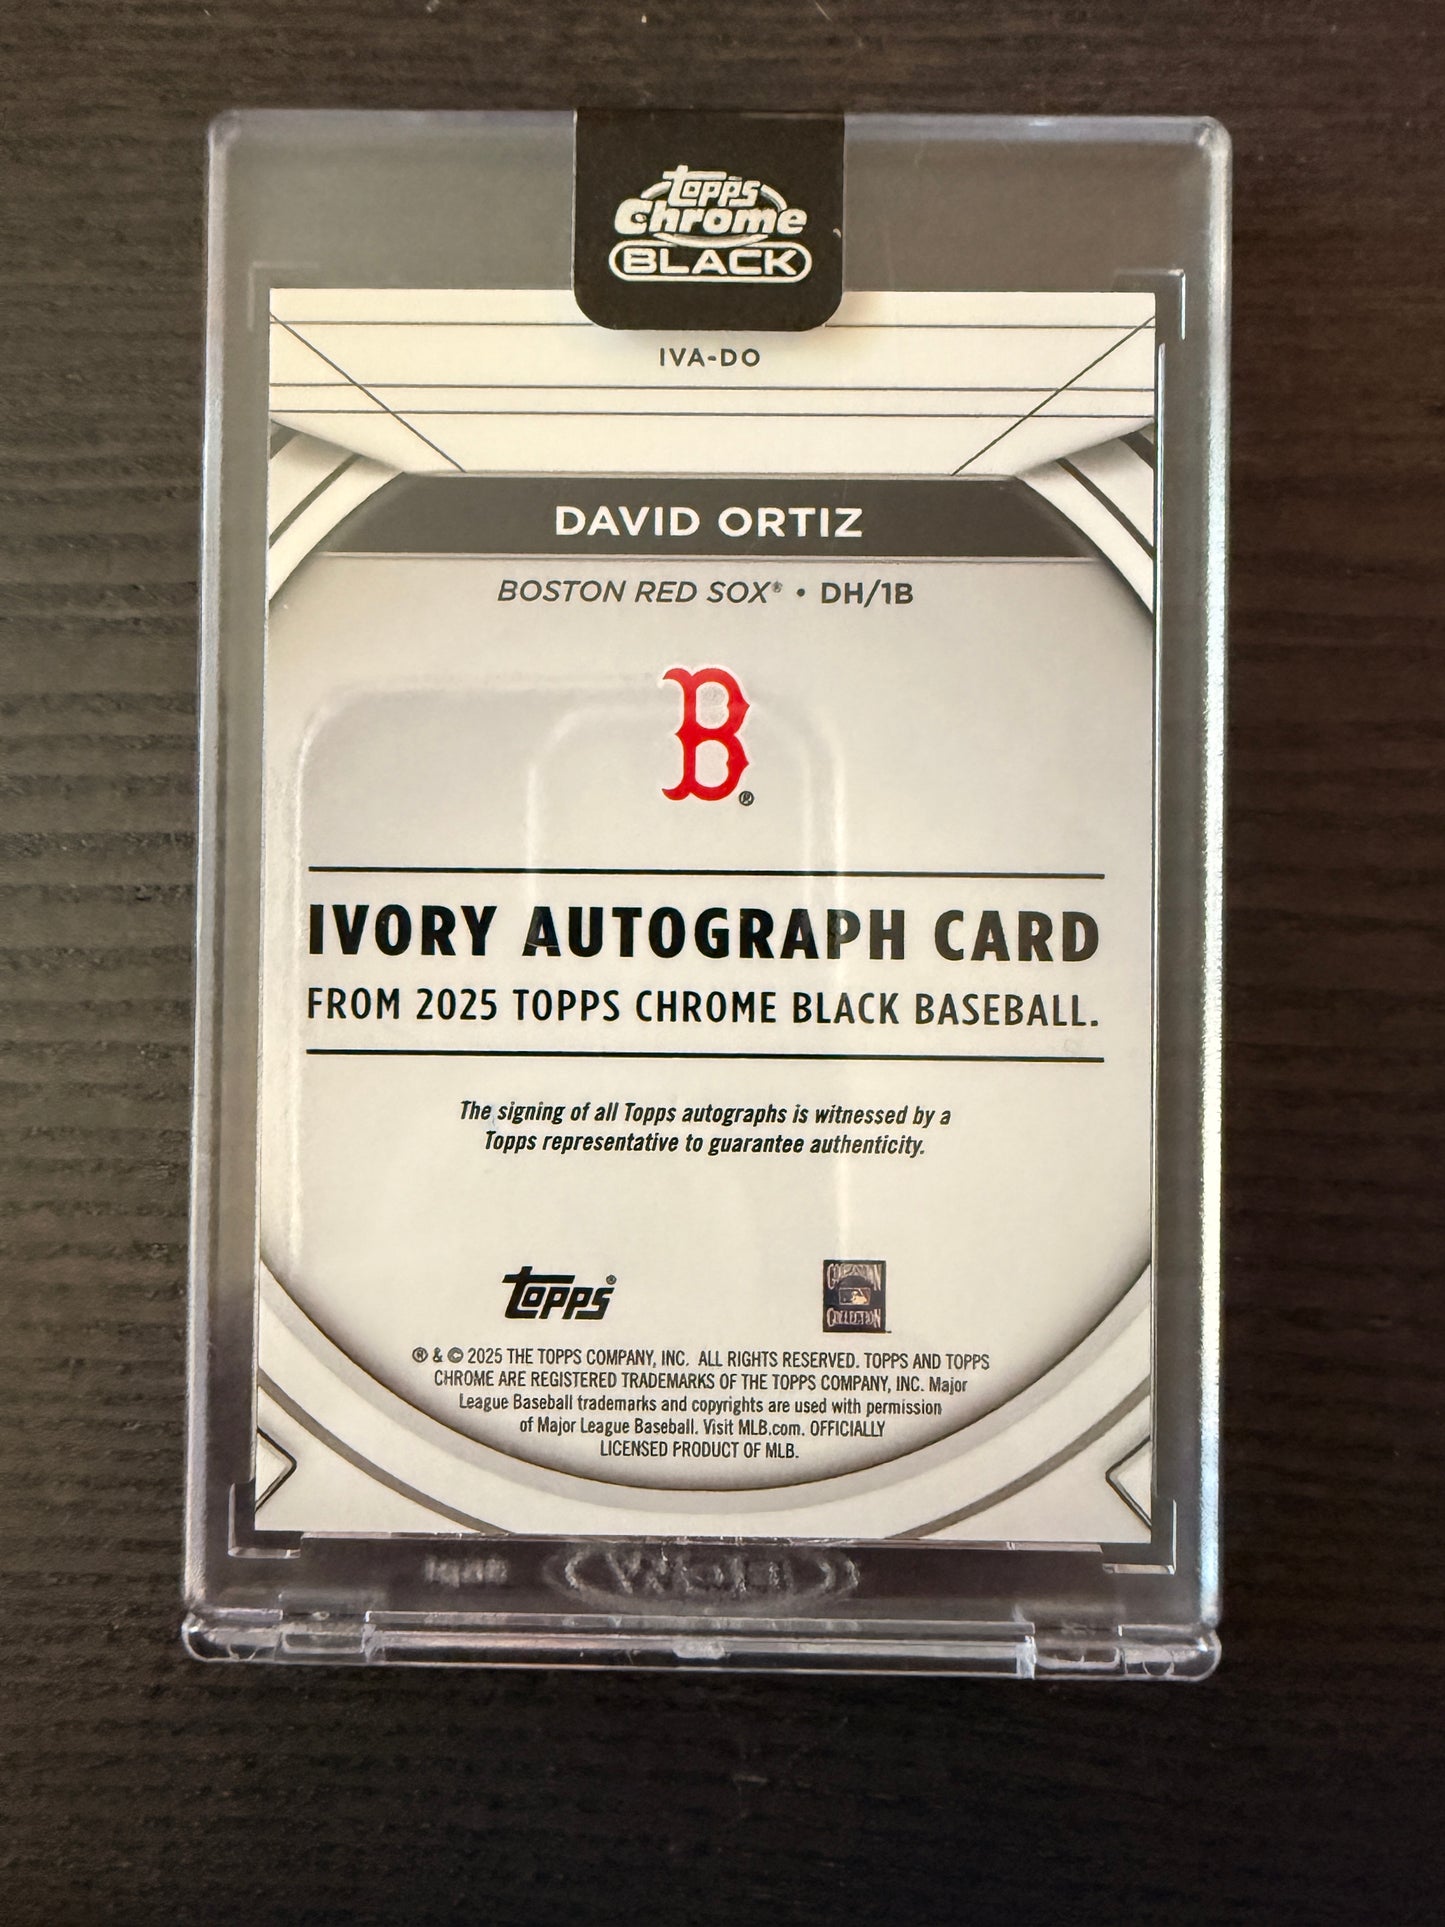 Topps
Chrome
BLACK
IVA-DO
DAVID ORTIZ
BOSTON RED SOX® • DH/1B
B®
IVORY AUTOGRAPH CARD
FROM 2025 TOPPS CHROME BLACK BASEBALL.
The signing of all Topps autographs is witnessed by a
Topps representative to guarantee authenticity.
Topps®
COOPERSTOWN
COLLECTION
® & © 2025 THE TOPPS COMPANY, INC. ALL RIGHTS RESERVED. TOPPS AND TOPPS
CHROME ARE REGISTERED TRADEMARKS OF THE TOPPS COMPANY, INC. Major
League Baseball trademarks and copyrights are used with permission
of Major League Baseball. Visit MLB.com. OFFICIALLY
LICENSED PRODUCT OF MLB.